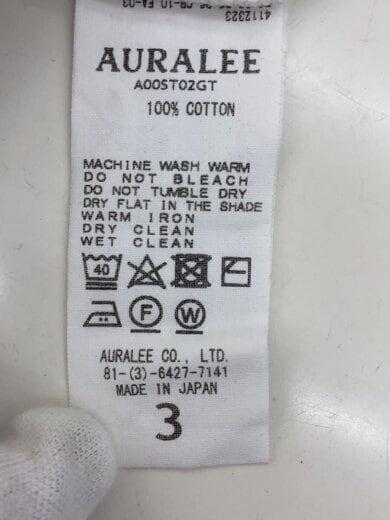 4112323
AURALEE
A00ST02GT
100% COTTON
MACHINE WASH WARM
DO NOT BLEACH
DO NOT TUMBLE DRY
DRY FLAT IN THE SHADE
WARM IRON
DRY CLEAN
WET CLEAN
40
F W
AURALEE CO., LTD.
81-(3)-6427-7141
MADE IN JAPAN
3